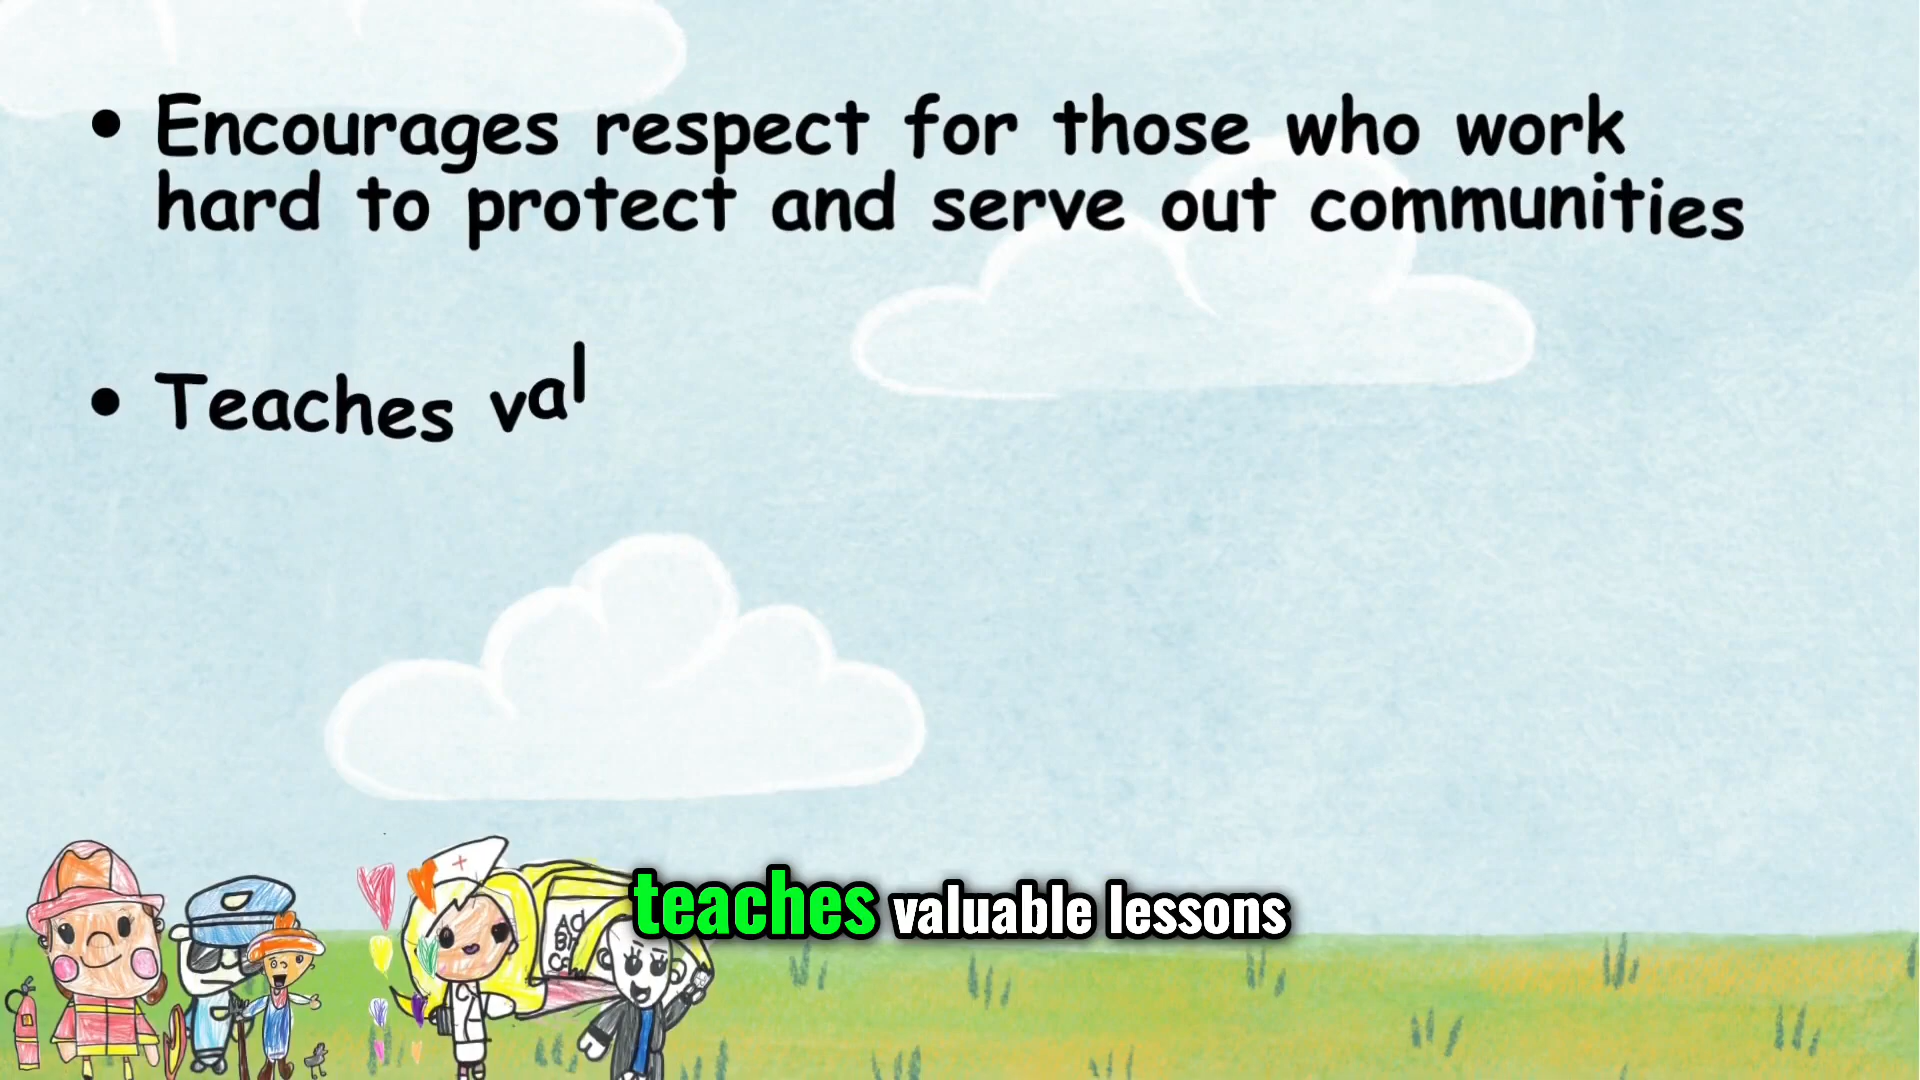 • Encourages respect for those who work
hard to protect and serve out communities
• Teaches val
teaches valuable lessons